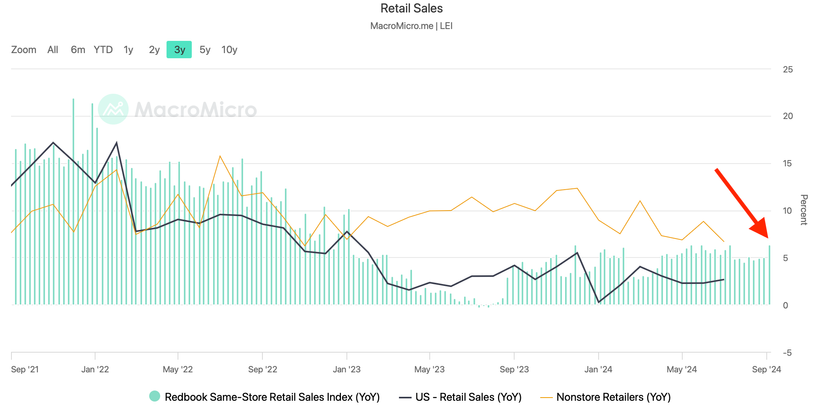 Retail Sales
MacroMicro.me | LEI
Zoom All 6m YTD 1y 2y 3y 5y 10y
MacroMicro
25
20
15
10
5
0
-5
Percent
Sep '21 Jan '22 May '22 Sep '22 Jan '23 May '23 Sep '23 Jan '24 May '24 Sep '24
Redbook Same-Store Retail Sales Index (YoY) US - Retail Sales (YoY) Nonstore Retailers (YoY)